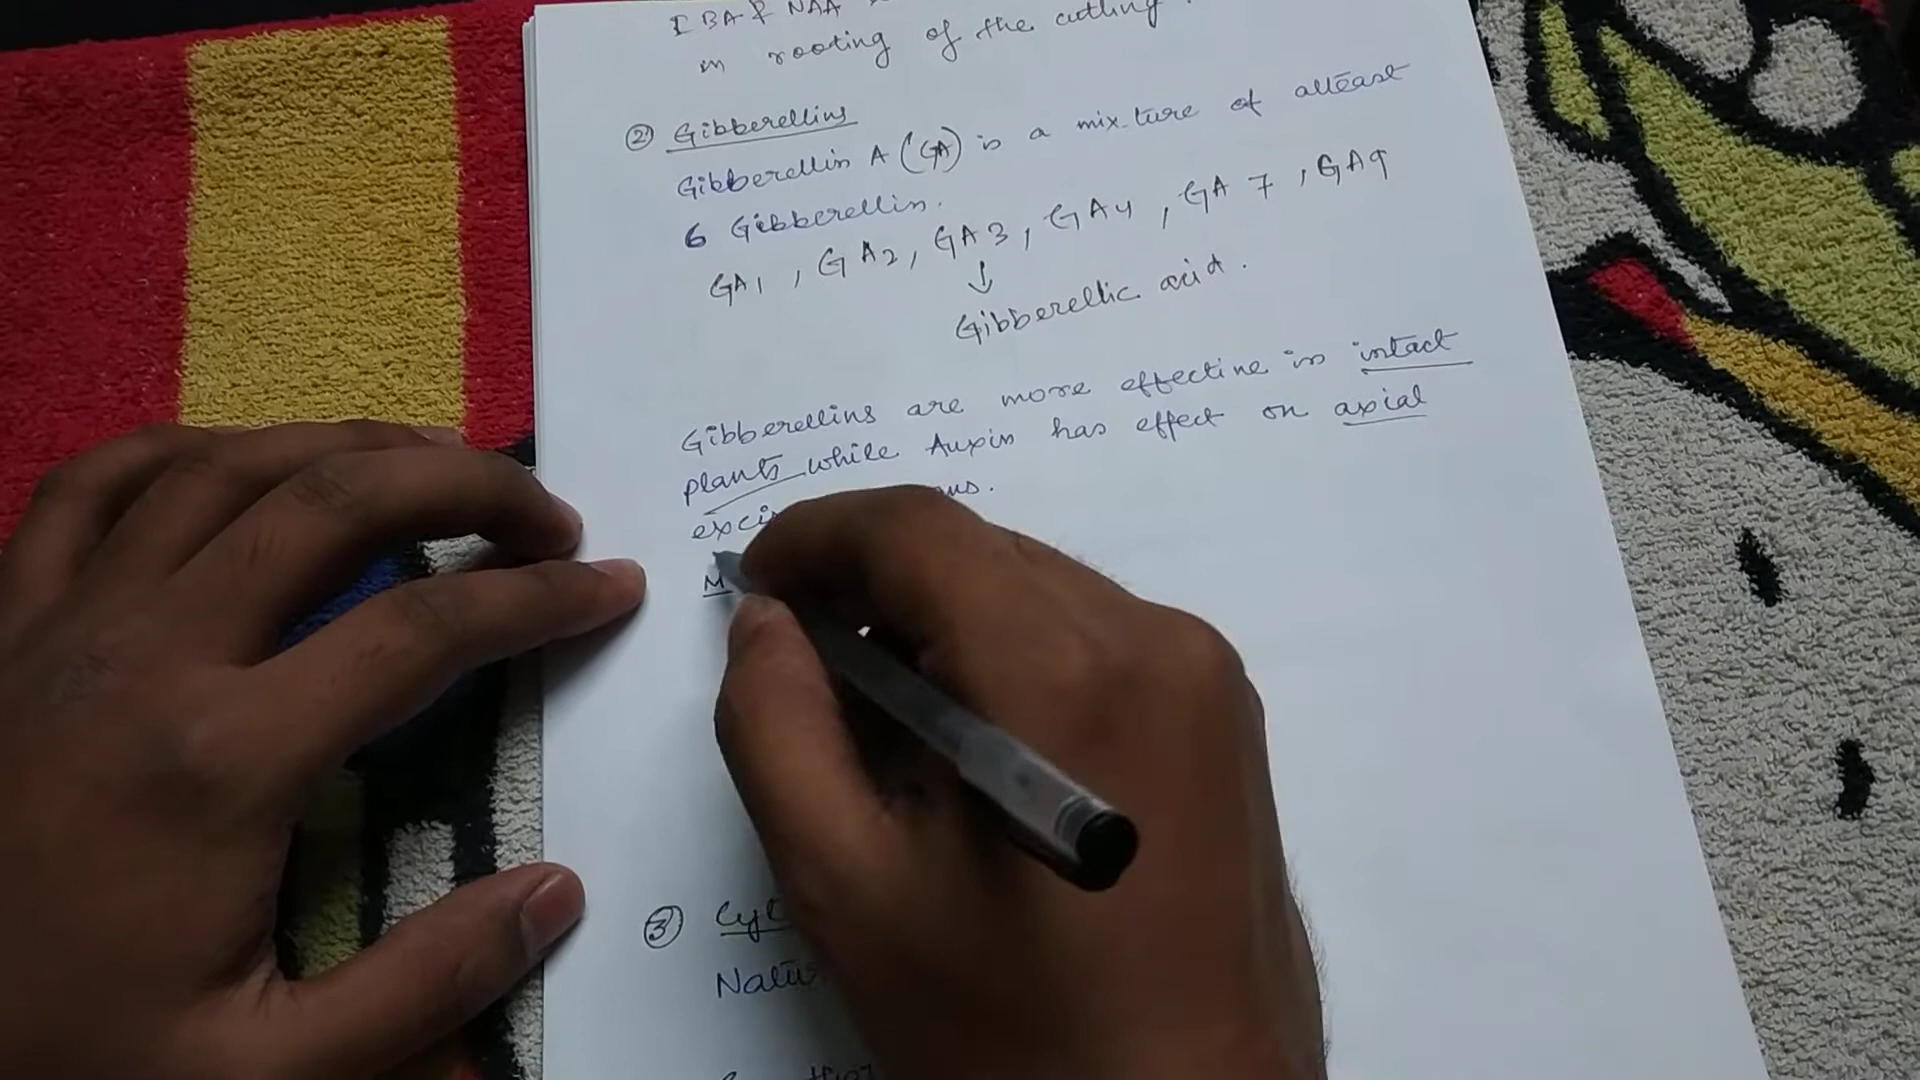 IBA & NAA
in rooting of the cutting.
② Gibberellins
Gibberellin A (GA) is a mixture of atleast
6 Gibberellin.
GA1, GA2, GA3, GA4, GA7, GA9
↓
Gibberellic acid.
Gibberellins are more effective in intact
plants while Auxin has effect on axial
M
③